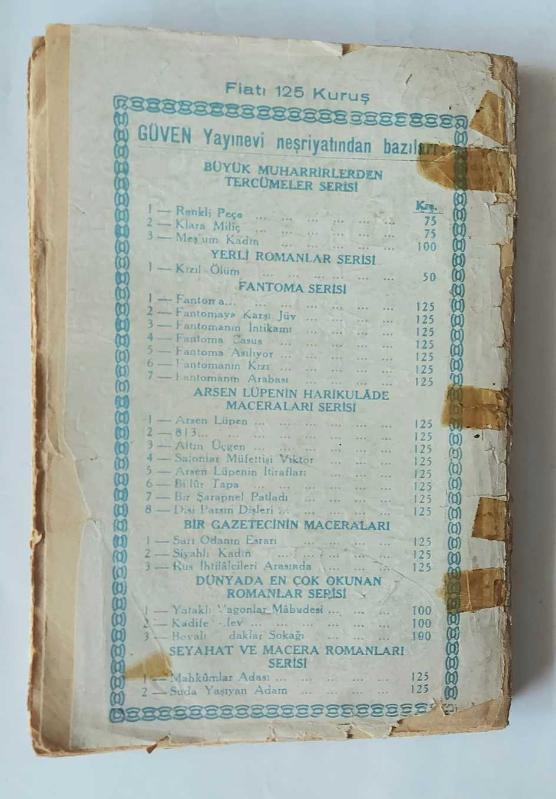 Fiatı 125 Kuruş
GÜVEN Yayınevi neşriyatından bazıları
BÜYÜK MUHARRİRLERDEN
TERCÜMELER SERİSİ
Krş.
1 — Renkli Peçe ... ... ... ... ... 75
2 — Klara Miliç ... ... ... ... ... 75
3 — Meş'um Kadın ... ... ... ... 100
YERLİ ROMANLAR SERİSİ
1 — Kızıl Ölüm ... ... ... ... ... 50
FANTOMA SERİSİ
1 — Fantoma... ... ... ... ... ... 125
2 — Fantomaya Karşı Jüv ... ... ... 125
3 — Fantomanın İntikamı ... ... ... 125
4 — Fantoma Casus ... ... ... ... 125
5 — Fantoma Asılıyor ... ... ... ... 125
6 — Fantomanın Kızı ... ... ... ... 125
7 — Fantomanın Arabası ... ... ... 125
ARSEN LÜPENİN HARİKULÂDE
MACERALARI SERİSİ
1 — Arsen Lüpen ... ... ... ... ... 125
2 — 813... ... ... ... ... ... ... 125
3 — Altın Üçgen ... ... ... ... ... 125
4 — Salonlar Müfettişi Viktor ... ... 125
5 — Arsen Lüpenin İtirafları ... ... 125
6 — Billûr Tapa ... ... ... ... ... 125
7 — Bir Şarapnel Patladı ... ... ... 125
8 — Dişi Parsın Dişleri ... ... ... ... 125
BİR GAZETECİNİN MACERALARI
1 — Sarı Odanın Esrarı ... ... ... 125
2 — Siyahlı Kadın ... ... ... ... 125
3 — Rus İhtilâlcileri Arasında ... ... 125
DÜNYADA EN ÇOK OKUNAN
ROMANLAR SERİSİ
1 — Yataklı Vagonlar Mâbudesi ... ... 100
2 — Kadife ... ... ... ... 100
3 — Sokağı ... ... ... 100
SEYAHAT VE MACERA ROMANLARI
SERİSİ
1 — Mahkûmlar Adası ... ... ... ... 125
2 — Suda Yaşıyan Adam ... ... ... 125